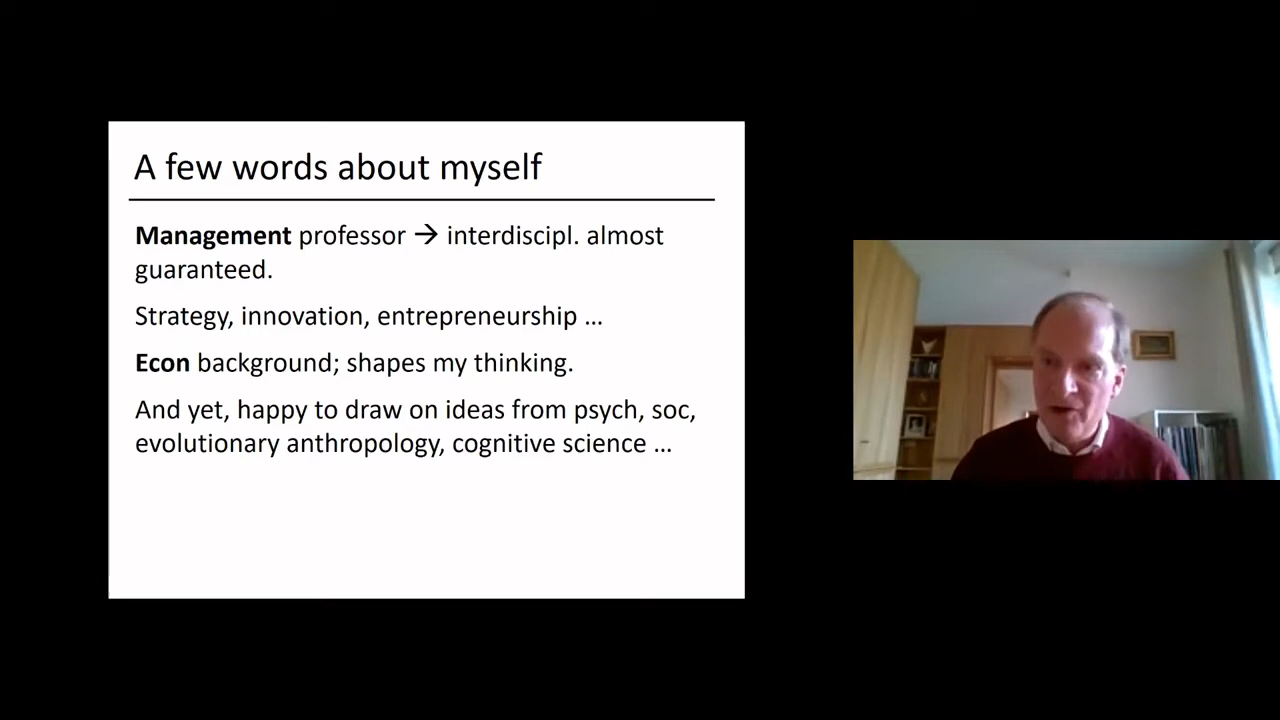 A few words about myself
Management professor → interdiscipl. almost
guaranteed.
Strategy, innovation, entrepreneurship …
Econ background; shapes my thinking.
And yet, happy to draw on ideas from psych, soc,
evolutionary anthropology, cognitive science …